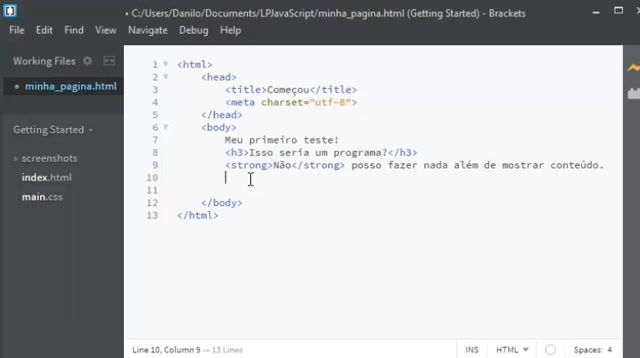 • C:/Users/Danilo/Documents/LPJavaScript/minha_pagina.html (Getting Started) - Brackets
File Edit Find View Navigate Debug Help
Working Files
• minha_pagina.html
Getting Started
screenshots
index.html
main.css
1 <html>
2 <head>
3 <title>Começou</title>
4 <meta charset="utf-8">
5 </head>
6 <body>
7 Meu primeiro teste!
8 <h3>Isso seria um programa?</h3>
9 <strong>Não</strong> posso fazer nada além de mostrar conteúdo.
10
11
12 </body>
13 </html>
Line 10, Column 9 — 13 Lines
INS HTML Spaces: 4